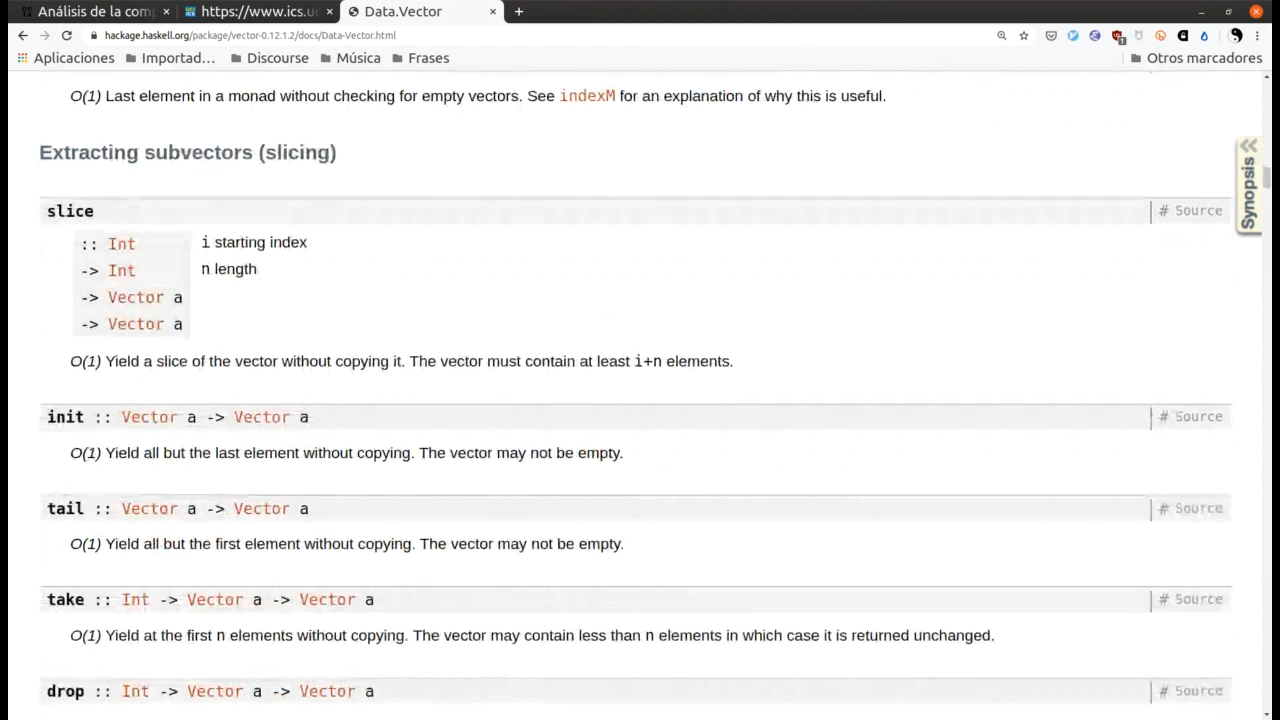 Análisis de la com
https://www.ics.uc
Data.Vector
hackage.haskell.org/package/vector-0.12.1.2/docs/Data-Vector.html
Aplicaciones Importad... Discourse Música Frases Otros marcadores
O(1) Last element in a monad without checking for empty vectors. See indexM for an explanation of why this is useful.
Extracting subvectors (slicing)
Synopsis
slice # Source
:: Int i starting index
-> Int n length
-> Vector a
-> Vector a
O(1) Yield a slice of the vector without copying it. The vector must contain at least i+n elements.
init :: Vector a -> Vector a # Source
O(1) Yield all but the last element without copying. The vector may not be empty.
tail :: Vector a -> Vector a # Source
O(1) Yield all but the first element without copying. The vector may not be empty.
take :: Int -> Vector a -> Vector a # Source
O(1) Yield at the first n elements without copying. The vector may contain less than n elements in which case it is returned unchanged.
drop :: Int -> Vector a -> Vector a # Source